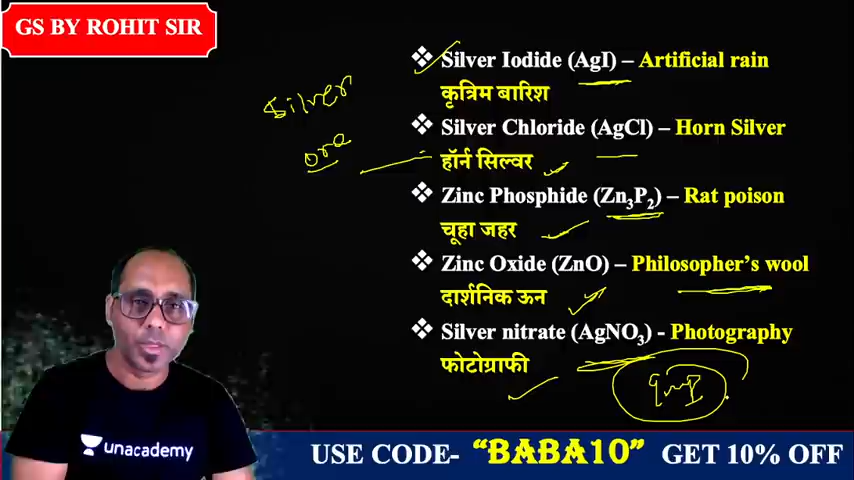 GS BY ROHIT SIR
❖ Silver Iodide (AgI) – Artificial rain
कृत्रिम बारिश
❖ Silver Chloride (AgCl) – Horn Silver
हॉर्न सिल्वर
❖ Zinc Phosphide (Zn₃P₂) – Rat poison
चूहा जहर
❖ Zinc Oxide (ZnO) – Philosopher’s wool
दार्शनिक ऊन
❖ Silver nitrate (AgNO₃) - Photography
फोटोग्राफी
Silver
ore
Imp
unacademy
USE CODE- “BABA10” GET 10% OFF